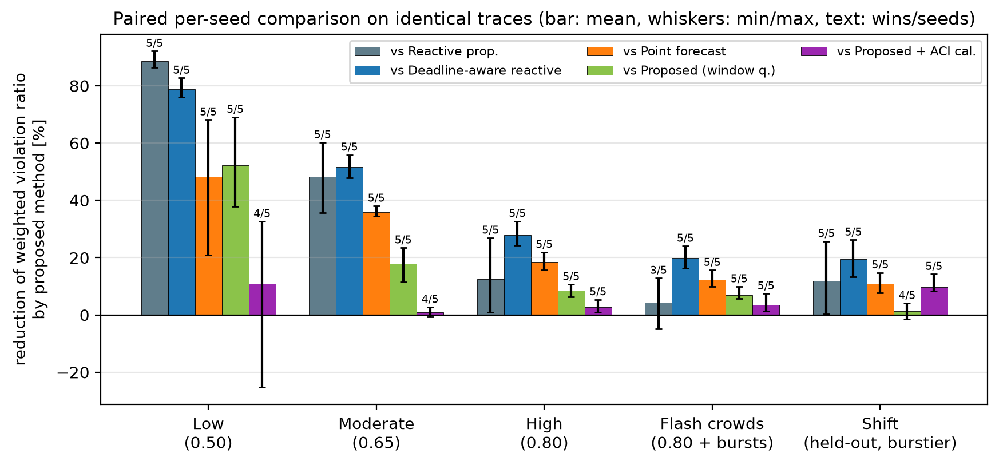 Paired per-seed comparison on identical traces (bar: mean, whiskers: min/max, text: wins/seeds)
vs Reactive prop.
vs Deadline-aware reactive
vs Point forecast
vs Proposed (window q.)
vs Proposed + ACI cal.
reduction of weighted violation ratio
by proposed method [%]
80
60
40
20
0
−20
5/5
5/5
5/5
5/5
4/5
5/5
5/5
5/5
5/5
4/5
5/5
5/5
5/5
5/5
5/5
3/5
5/5
5/5
5/5
5/5
5/5
5/5
5/5
4/5
5/5
Low
(0.50)
Moderate
(0.65)
High
(0.80)
Flash crowds
(0.80 + bursts)
Shift
(held-out, burstier)